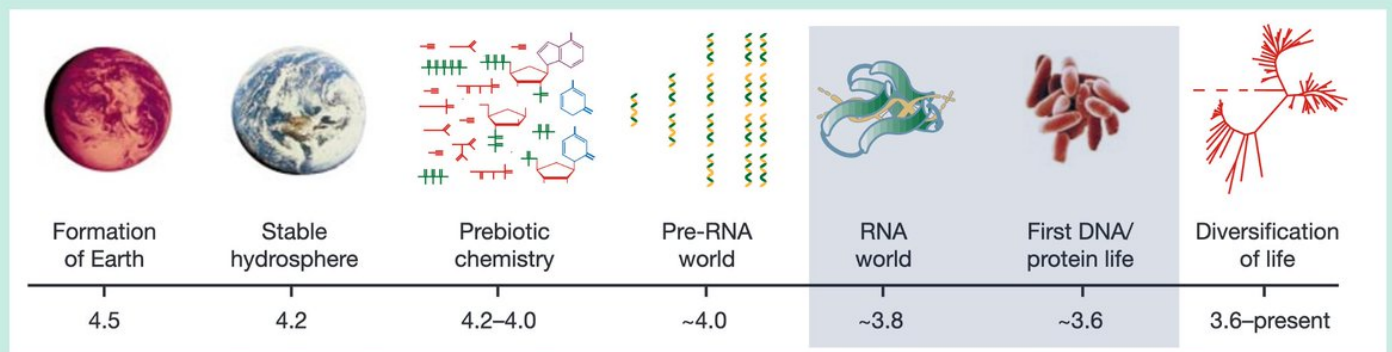 Formation
of Earth
Stable
hydrosphere
Prebiotic
chemistry
Pre-RNA
world
RNA
world
First DNA/
protein life
Diversification
of life
4.5
4.2
4.2–4.0
~4.0
~3.8
~3.6
3.6–present